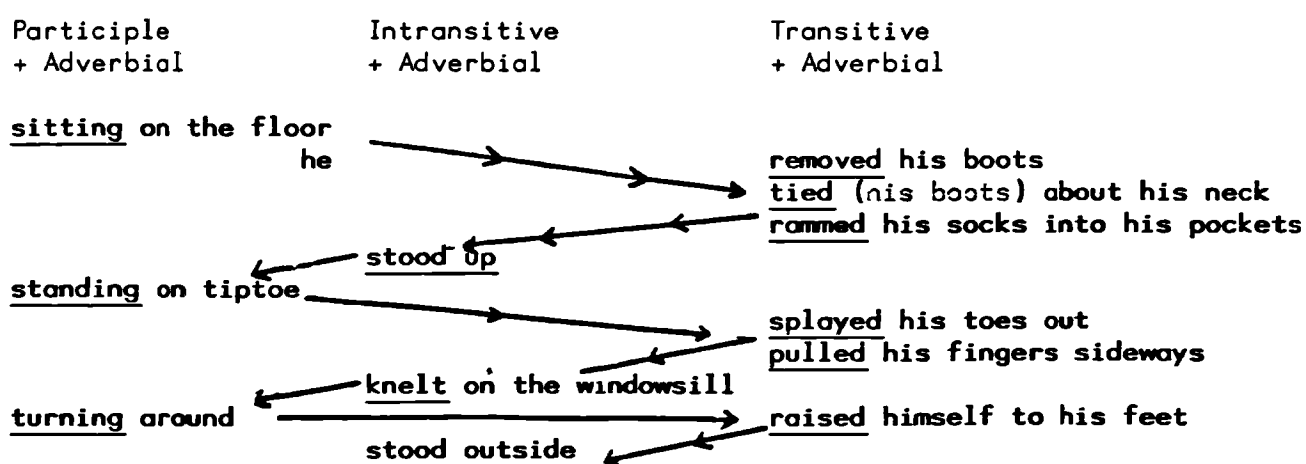 Participle Intransitive Transitive
+ Adverbial + Adverbial + Adverbial
sitting on the floor
he removed his boots
tied (nis boots) about his neck
rammed his socks into his pockets
stood up
standing on tiptoe
splayed his toes out
pulled his fingers sideways
knelt on the windowsill
turning around raised himself to his feet
stood outside